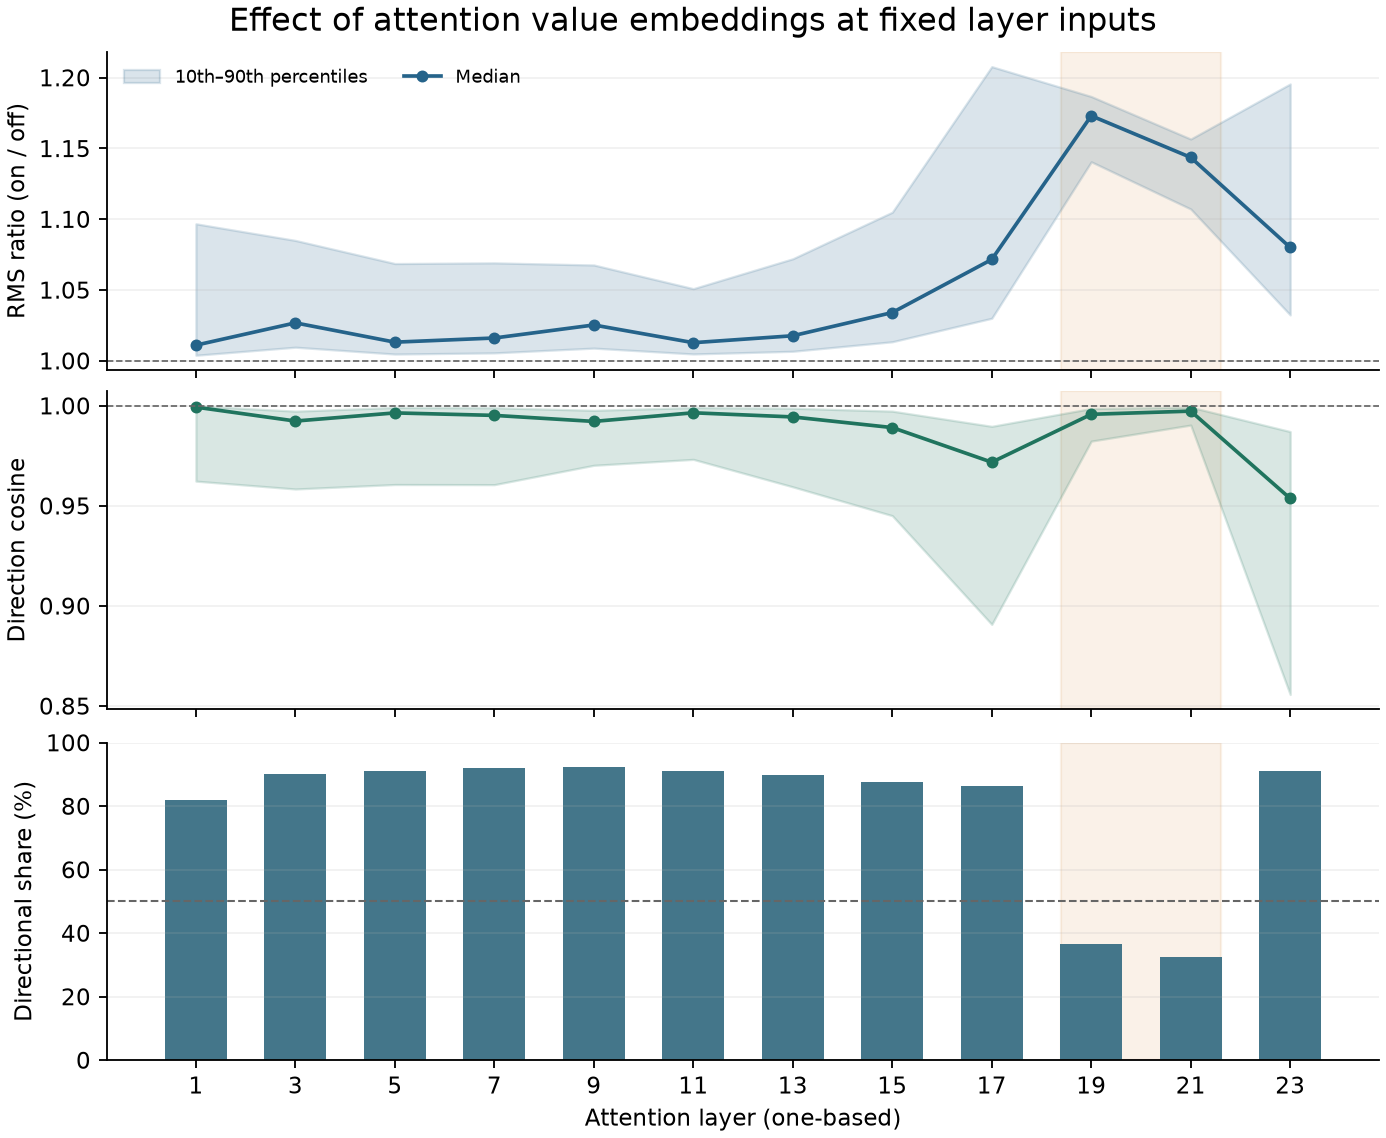 Effect of attention value embeddings at fixed layer inputs
10th–90th percentiles
Median
RMS ratio (on / off)
1.20
1.15
1.10
1.05
1.00
Direction cosine
1.00
0.95
0.90
0.85
Directional share (%)
100
80
60
40
20
0
1 3 5 7 9 11 13 15 17 19 21 23
Attention layer (one-based)